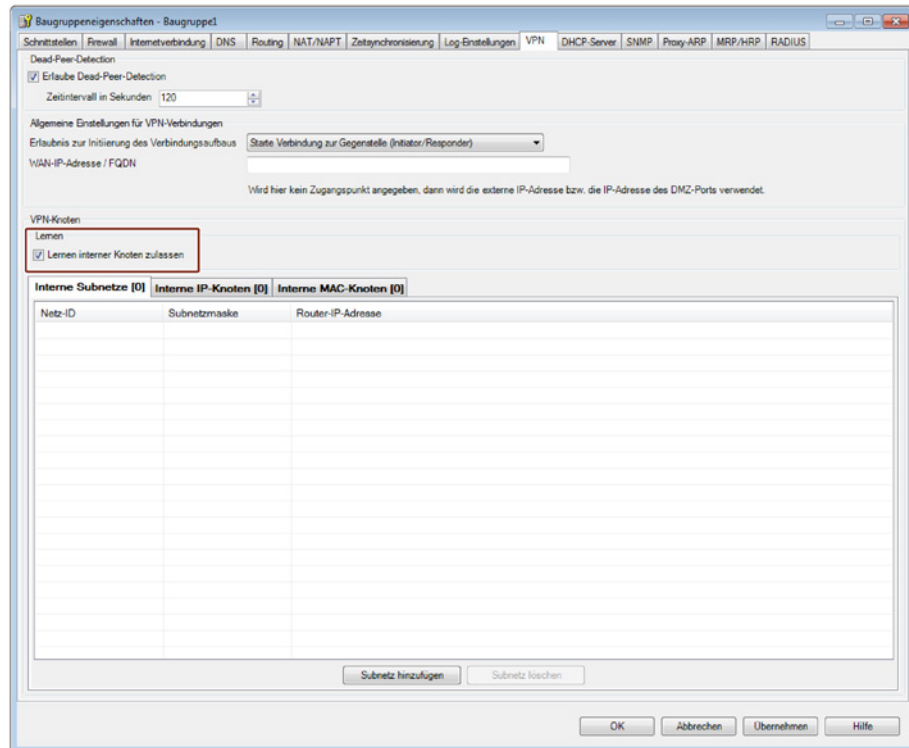 Baugruppeneigenschaften - Baugruppe1
Schnittstellen Firewall Internetverbindung DNS Routing NAT/NAPT Zeitsynchronisierung Log-Einstellungen VPN DHCP-Server SNMP Proxy-ARP MRP/HRP RADIUS
Dead-Peer-Detection
Erlaube Dead-Peer-Detection
Zeitintervall in Sekunden 120
Allgemeine Einstellungen für VPN-Verbindungen
Erlaubnis zur Initiierung des Verbindungsaufbaus Starte Verbindung zur Gegenstelle (Initiator/Responder)
WAN-IP-Adresse / FQDN
Wird hier kein Zugangspunkt angegeben, dann wird die externe IP-Adresse bzw. die IP-Adresse des DMZ-Ports verwendet.
VPN-Knoten
Lernen
Lernen interner Knoten zulassen
Interne Subnetze [0] Interne IP-Knoten [0] Interne MAC-Knoten [0]
Netz-ID Subnetzmaske Router-IP-Adresse
Subnetz hinzufügen Subnetz löschen
OK Abbrechen Übernehmen Hilfe